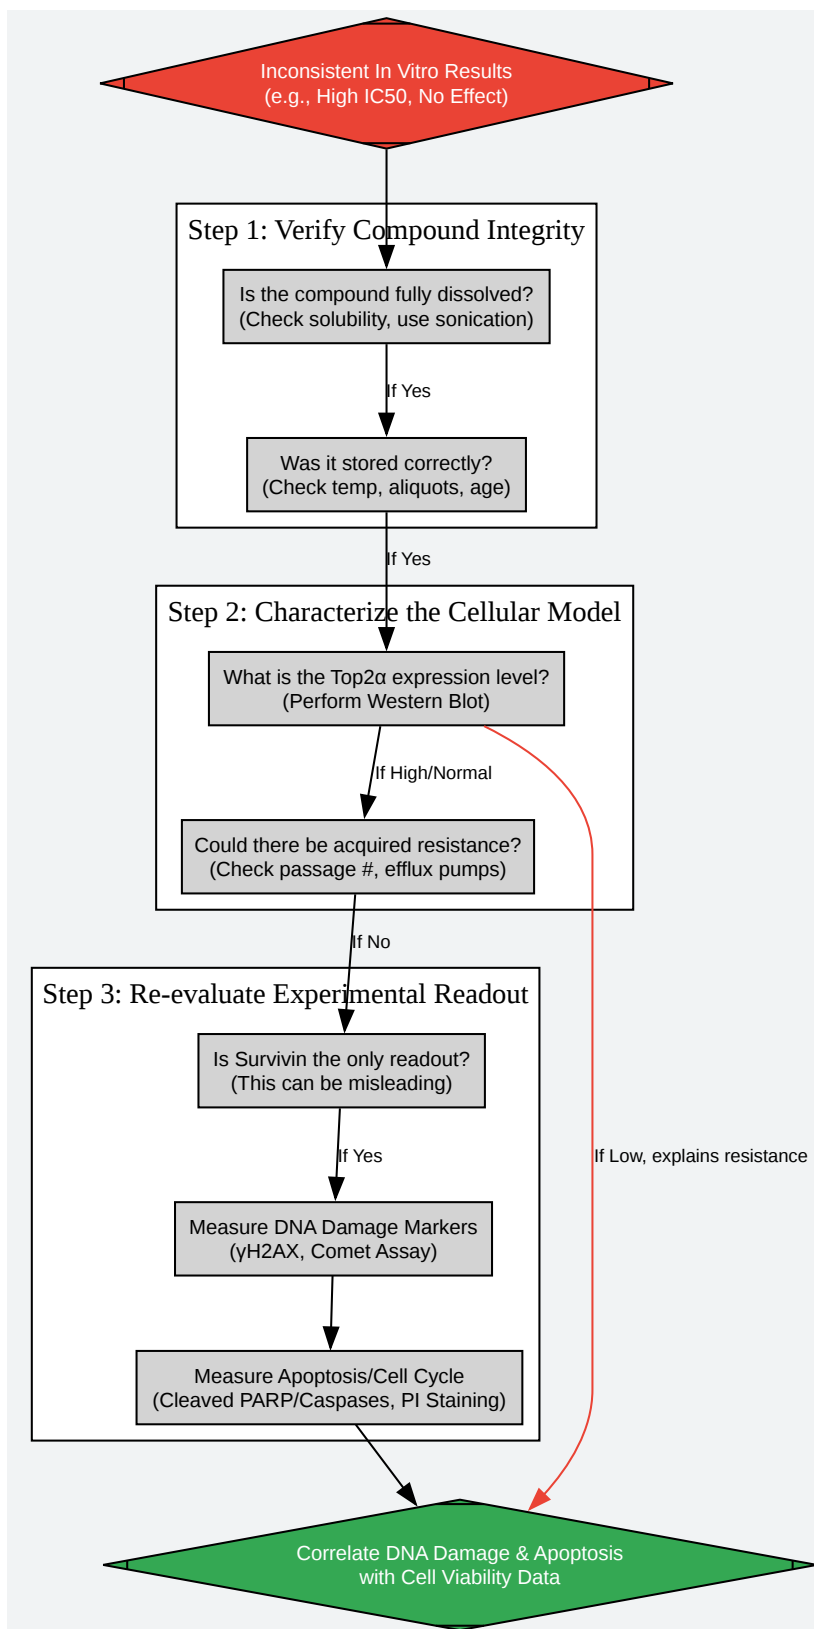 Inconsistent In Vitro Results
(e.g., High IC50, No Effect)
Step 1: Verify Compound Integrity
Is the compound fully dissolved?
(Check solubility, use sonication)
If Yes
Was it stored correctly?
(Check temp, aliquots, age)
If Yes
Step 2: Characterize the Cellular Model
What is the Top2α expression level?
(Perform Western Blot)
If High/Normal
Could there be acquired resistance?
(Check passage #, efflux pumps)
If No
Step 3: Re-evaluate Experimental Readout
Is Survivin the only readout?
(This can be misleading)
If Yes
If Low, explains resistance
Measure DNA Damage Markers
(γH2AX, Comet Assay)
Measure Apoptosis/Cell Cycle
(Cleaved PARP/Caspases, PI Staining)
Correlate DNA Damage & Apoptosis
with Cell Viability Data